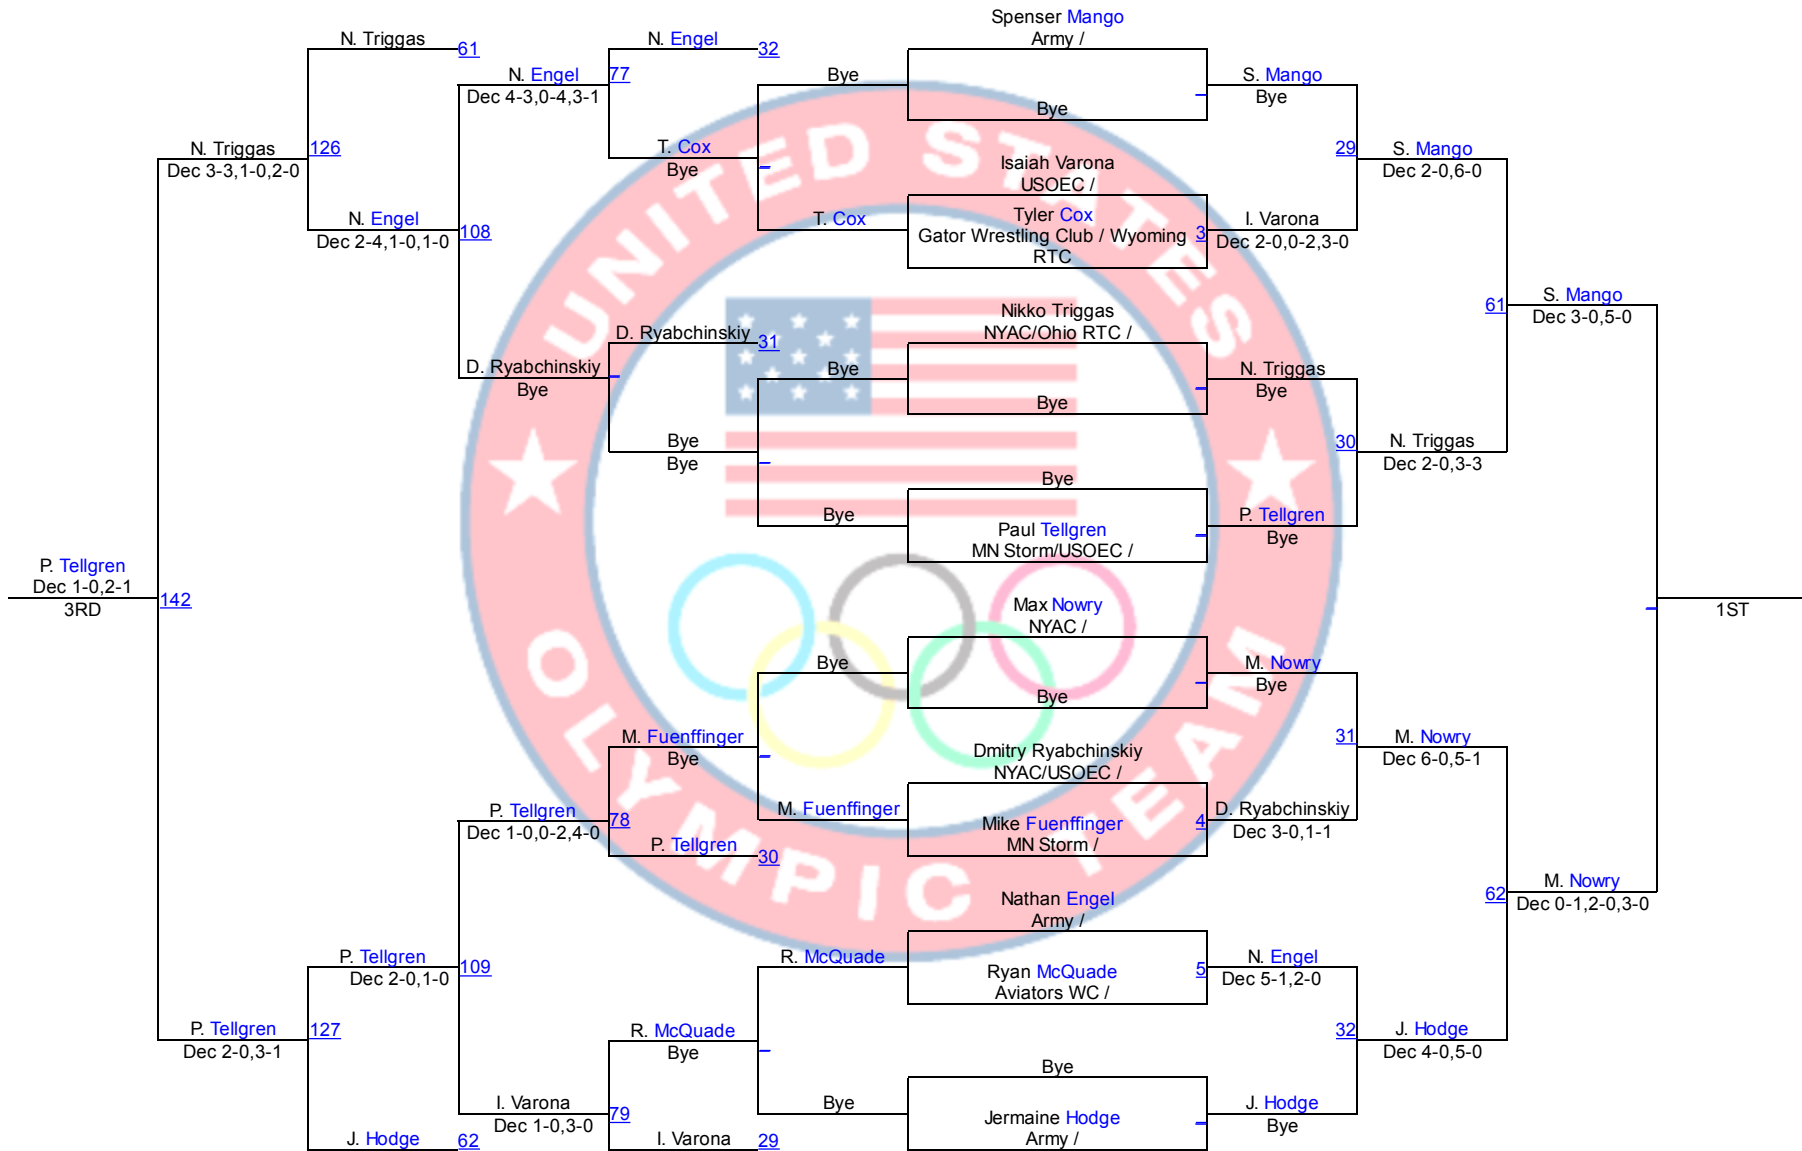 Spenser Mango
N. Triggas
61
N. Engel
32
Army /
N. Engel
77
Dec 4-3,0-4,3-1
Bye
S. Mango
Bye
Bye
N. Triggas
126
Dec 3-3,1-0,2-0
T. Cox
Bye
Isaiah Varona
USOEC /
29
S. Mango
Dec 2-0,6-0
N. Engel
108
Dec 2-4,1-0,1-0
T. Cox
Tyler Cox
Gator Wrestling Club / Wyoming
RTC
3
I. Varona
Dec 2-0,0-2,3-0
Nikko Triggas
NYAC/Ohio RTC /
61
S. Mango
Dec 3-0,5-0
D. Ryabchinskiy
31
D. Ryabchinskiy
Bye
Bye
Bye
N. Triggas
Bye
Bye
Bye
30
N. Triggas
Dec 2-0,3-3
Bye
Bye
Paul Tellgren
MN Storm/USOEC /
P. Tellgren
Bye
P. Tellgren
Dec 1-0,2-1
3RD
142
1ST
Max Nowry
NYAC /
Bye
Bye
M. Nowry
Bye
M. Fuenffinger
Bye
Dmitry Ryabchinskiy
NYAC/USOEC /
31
M. Nowry
Dec 6-0,5-1
P. Tellgren
78
Dec 1-0,0-2,4-0
M. Fuenffinger
Mike Fuenffinger
MN Storm /
4
D. Ryabchinskiy
Dec 3-0,1-1
P. Tellgren
30
Nathan Engel
Army /
62
M. Nowry
Dec 0-1,2-0,3-0
P. Tellgren
109
Dec 2-0,1-0
R. McQuade
Ryan McQuade
Aviators WC /
5
N. Engel
Dec 5-1,2-0
P. Tellgren
127
Dec 2-0,3-1
R. McQuade
Bye
32
J. Hodge
Dec 4-0,5-0
Bye
I. Varona
79
Dec 1-0,3-0
Bye
Jermaine Hodge
Army /
J. Hodge
Bye
J. Hodge
62
I. Varona
29
UNITED STATES
OLYMPIC TEAM